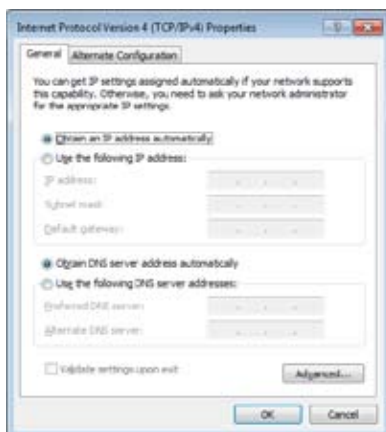 Internet Protocol Version 4 (TCP/IPv4) Properties
General
Alternate Configuration
You can get IP settings assigned automatically if your network supports
this capability. Otherwise, you need to ask your network administrator
for the appropriate IP settings.
Obtain an IP address automatically
Use the following IP address:
IP address:
Subnet mask:
Default gateway:
Obtain DNS server address automatically
Use the following DNS server addresses:
Preferred DNS server:
Alternate DNS server:
Validate settings upon exit
Advanced...
OK
Cancel